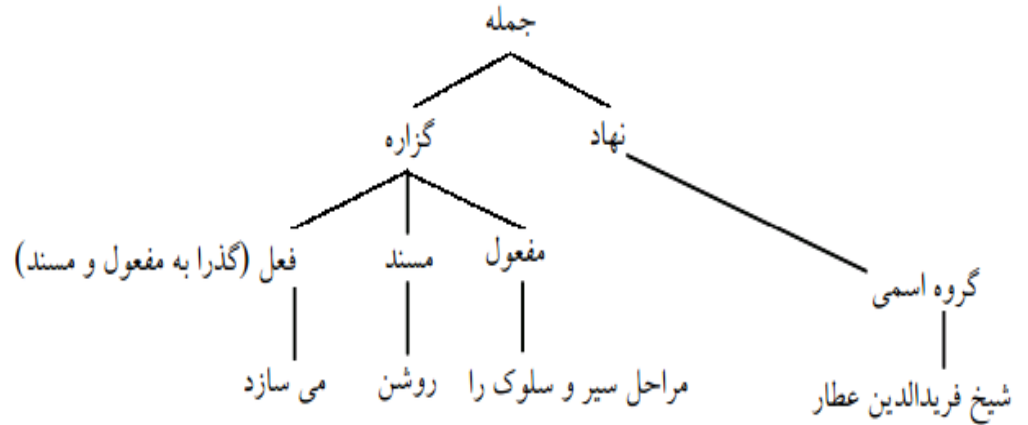 جمله
نهاد
گزاره
مفعول
مسند
فعل (گذرا به مفعول و مسند)
گروه اسمی
شیخ فریدالدین عطار
مراحل سیر و سلوک را
روشن
می سازد